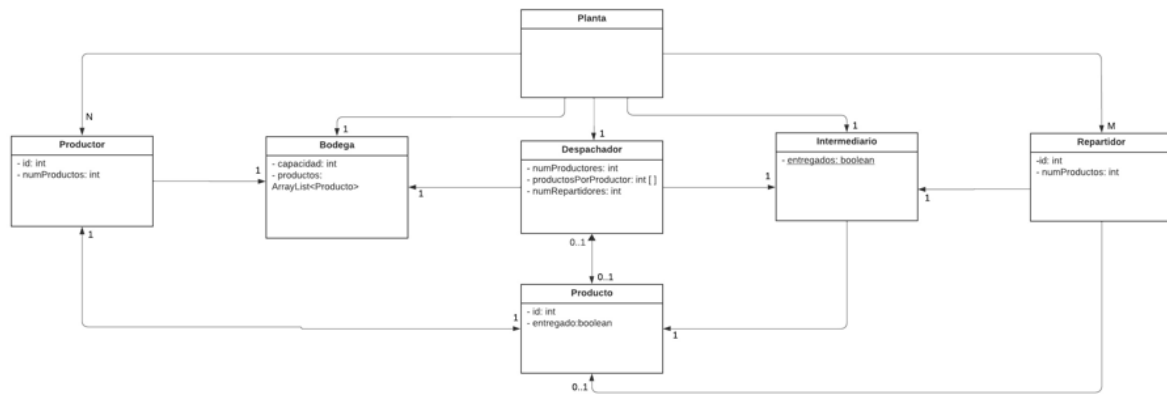 Planta
N
1
1
1
M
Productor
- id: int
- numProductos: int
Bodega
- capacidad: int
- productos:
ArrayList<Producto>
Despachador
- numProductores: int
- productosPorProductor: int [ ]
- numRepartidores: int
Intermediario
- entregados: boolean
Repartidor
-id: int
- numProductos: int
1
1
1
1
1
0..1
0..1
Producto
- id: int
- entregado:boolean
1
1
0..1